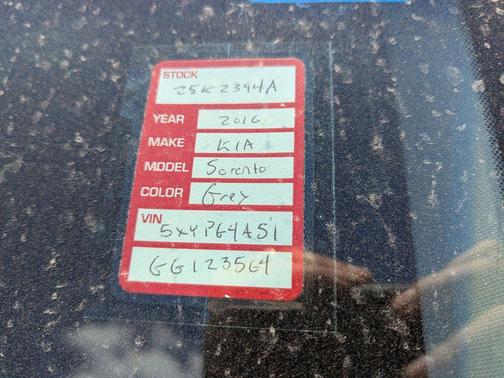 STOCK
25K2394A
YEAR 2016
MAKE KIA
MODEL Sorento
COLOR Grey
VIN
5XYPG4A51
GG123564